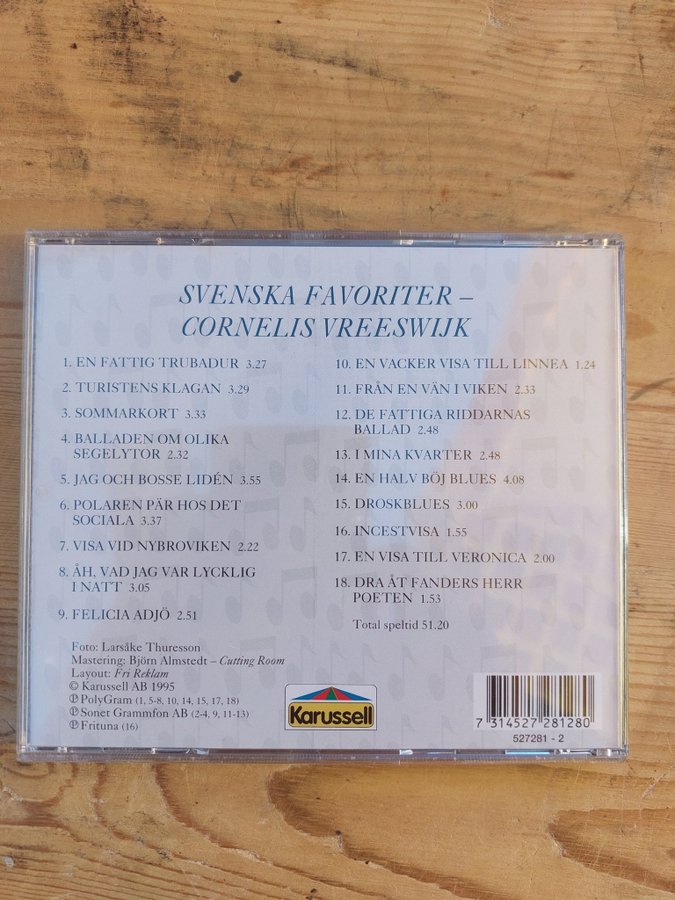 SVENSKA FAVORITER –
CORNELIS VREESWIJK
1. EN FATTIG TRUBADUR 3.27
2. TURISTENS KLAGAN 3.29
3. SOMMARKORT 3.33
4. BALLADEN OM OLIKA
SEGELYTOR 2.32
5. JAG OCH BOSSE LIDÉN 3.55
6. POLAREN PÄR HOS DET
SOCIALA 3.37
7. VISA VID NYBROVIKEN 2.22
8. ÅH, VAD JAG VAR LYCKLIG
I NATT 3.05
9. FELICIA ADJÖ 2.51
10. EN VACKER VISA TILL LINNEA 1.24
11. FRÅN EN VÄN I VIKEN 2.33
12. DE FATTIGA RIDDARNAS
BALLAD 2.48
13. I MINA KVARTER 2.48
14. EN HALV BÖJ BLUES 4.08
15. DROSKBLUES 3.00
16. INCESTVISA 1.55
17. EN VISA TILL VERONICA 2.00
18. DRA ÅT FANDERS HERR
POETEN 1.53
Total speltid 51.20
Foto: Larsåke Thuresson
Mastering: Björn Almstedt – Cutting Room
Layout: Fri Reklam
© Karussell AB 1995
℗ PolyGram (1, 5-8, 10, 14, 15, 17, 18)
℗ Sonet Grammfon AB (2-4, 9, 11-13)
℗ Frituna (16)
Karussell
7 314527 281280
527281 - 2